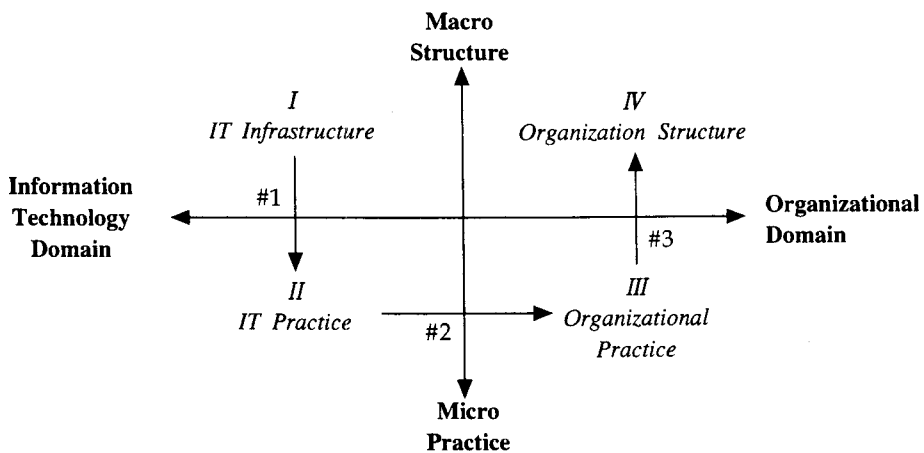 Macro
Structure
I
IT Infrastructure
IV
Organization Structure
Information
Technology
Domain
#1
Organizational
Domain
#3
II
IT Practice
#2
III
Organizational
Practice
Micro
Practice